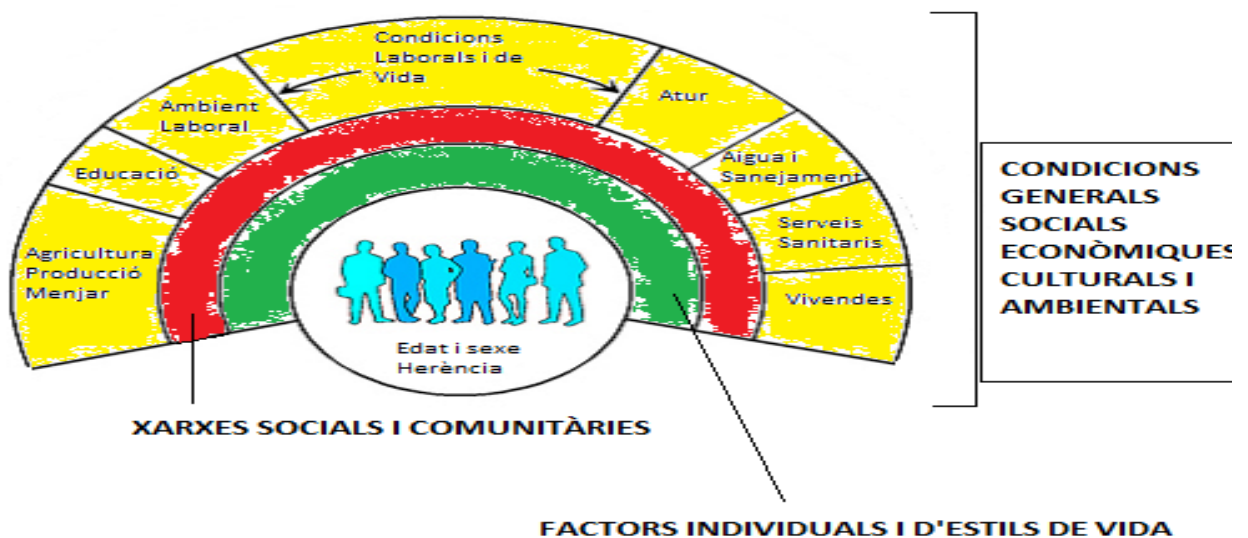 Condicions
Laborals i de
Vida
Ambient
Laboral
Atur
Educació
Aigua i
Sanejament
Agricultura
Producció
Menjar
Serveis
Sanitaris
Vivendes
Edat i sexe
Herència
CONDICIONS
GENERALS
SOCIALS
ECONÒMIQUES
CULTURALS I
AMBIENTALS
XARXES SOCIALS I COMUNITÀRIES
FACTORS INDIVIDUALS I D'ESTILS DE VIDA